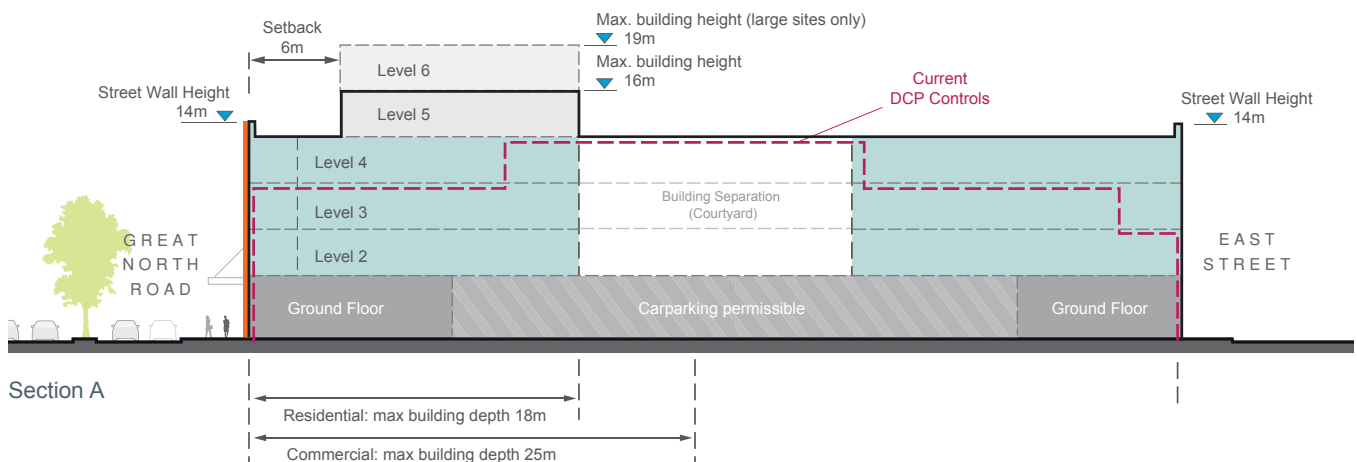 Setback
6m
Max. building height (large sites only)
19m
Max. building height
16m
Level 6
Level 5
Street Wall Height
14m
Current
DCP Controls
Street Wall Height
14m
Level 4
Level 3
Level 2
Building Separation
(Courtyard)
GREAT
NORTH
ROAD
EAST
STREET
Ground Floor
Carparking permissible
Ground Floor
Section A
Residential: max building depth 18m
Commercial: max building depth 25m